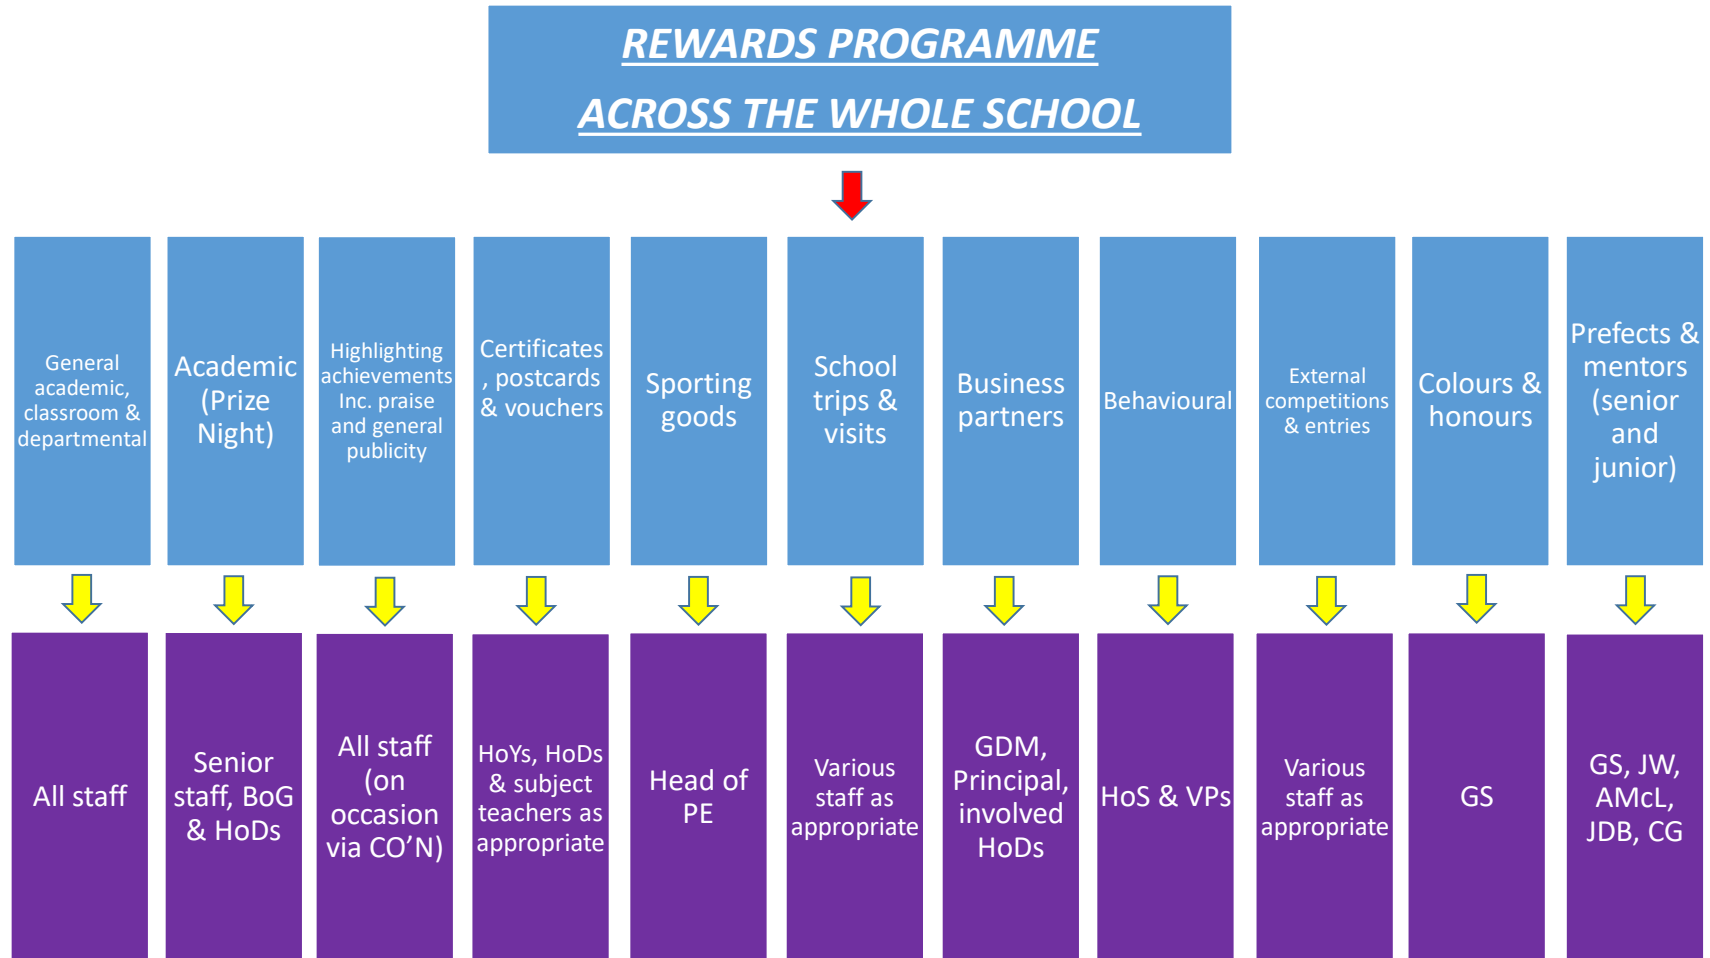 REWARDS PROGRAMME
ACROSS THE WHOLE SCHOOL
General
academic,
classroom &
departmental
Academic
(Prize
Night)
Highlighting
achievements
Inc. praise
and general
publicity
Certificates
, postcards
& vouchers
Sporting
goods
School
trips &
visits
Business
partners
Behavioural
External
competitions
& entries
Colours &
honours
Prefects &
mentors
(senior
and
junior)
All staff
Senior
staff, BoG
& HoDs
All staff
(on
occasion
via CO’N)
HoYs, HoDs
& subject
teachers as
appropriate
Head of
PE
Various
staff as
appropriate
GDM,
Principal,
involved
HoDs
HoS & VPs
Various
staff as
appropriate
GS
GS, JW,
AMcL,
JDB, CG